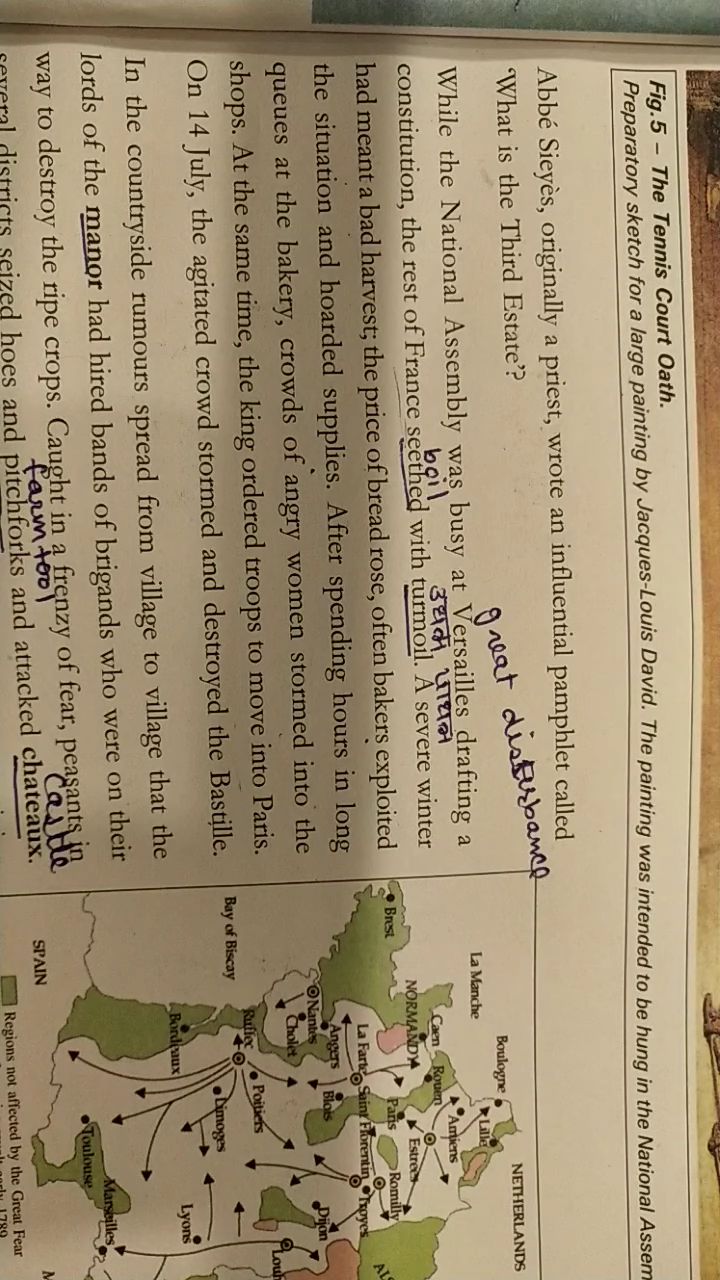 Fig.5 – The Tennis Court Oath.
Preparatory sketch for a large painting by Jacques-Louis David. The painting was intended to be hung in the National Assem
Abbé Sieyès, originally a priest, wrote an influential pamphlet called
‘What is the Third Estate’?
great disturbance
While the National Assembly was busy at Versailles drafting a
boil
constitution, the rest of France seethed with turmoil. A severe winter
had meant a bad harvest; the price of bread rose, often bakers exploited
the situation and hoarded supplies. After spending hours in long
queues at the bakery, crowds of angry women stormed into the
shops. At the same time, the king ordered troops to move into Paris.
On 14 July, the agitated crowd stormed and destroyed the Bastille.
In the countryside rumours spread from village to village that the
lords of the manor had hired bands of brigands who were on their
way to destroy the ripe crops. Caught in a frenzy of fear, peasants in
farm tool
castle
several districts seized hoes and pitchforks and attacked chateaux.
NETHERLANDS
Boulogne
Lille
La Manche
Amiens
Estrees
Caen
Rouen
NORMANDY
Paris
Romilly
Brest
La Farte
Saint Florentin
Troyes
Angers
Blois
Nantes
Dijon
Cholet
Ruffec
Poitiers
Bay of Biscay
Limoges
Lyons
Bordeaux
Marseilles
Toulouse
SPAIN
Regions not affected by the Great Fear